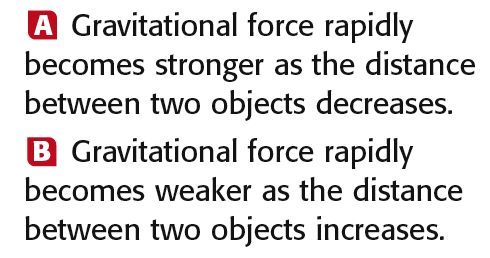 A Gravitational force rapidly
becomes stronger as the distance
between two objects decreases.
B Gravitational force rapidly
becomes weaker as the distance
between two objects increases.